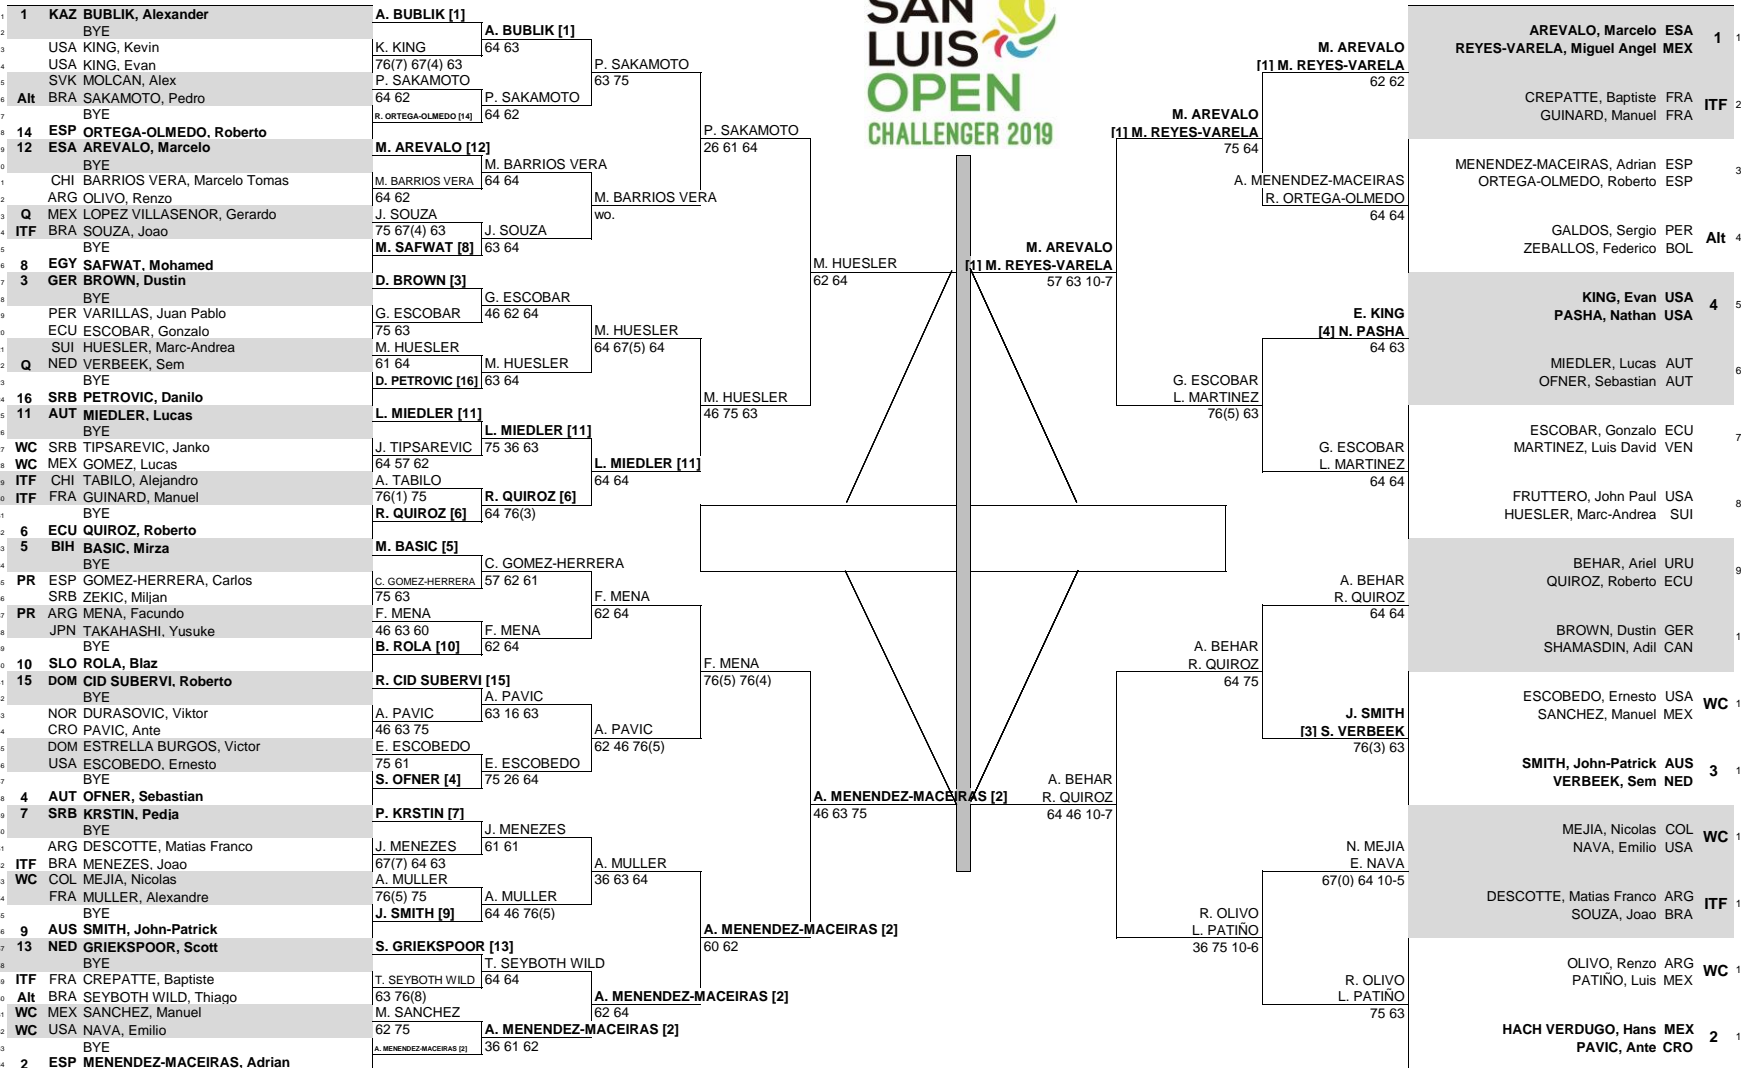 SAN
LUIS
OPEN
CHALLENGER 2019
1 KAZ BUBLIK, Alexander
BYE
USA KING, Kevin
USA KING, Evan
SVK MOLCAN, Alex
Alt BRA SAKAMOTO, Pedro
BYE
14 ESP ORTEGA-OLMEDO, Roberto
12 ESA AREVALO, Marcelo
BYE
CHI BARRIOS VERA, Marcelo Tomas
ARG OLIVO, Renzo
Q MEX LOPEZ VILLASENOR, Gerardo
ITF BRA SOUZA, Joao
BYE
8 EGY SAFWAT, Mohamed
3 GER BROWN, Dustin
BYE
PER VARILLAS, Juan Pablo
ECU ESCOBAR, Gonzalo
SUI HUESLER, Marc-Andrea
Q NED VERBEEK, Sem
BYE
16 SRB PETROVIC, Danilo
11 AUT MIEDLER, Lucas
BYE
WC SRB TIPSAREVIC, Janko
WC MEX GOMEZ, Lucas
ITF CHI TABILO, Alejandro
ITF FRA GUINARD, Manuel
BYE
6 ECU QUIROZ, Roberto
5 BIH BASIC, Mirza
BYE
PR ESP GOMEZ-HERRERA, Carlos
SRB ZEKIC, Miljan
PR ARG MENA, Facundo
JPN TAKAHASHI, Yusuke
BYE
10 SLO ROLA, Blaz
15 DOM CID SUBERVI, Roberto
BYE
NOR DURASOVIC, Viktor
CRO PAVIC, Ante
DOM ESTRELLA BURGOS, Victor
USA ESCOBEDO, Ernesto
BYE
4 AUT OFNER, Sebastian
7 SRB KRSTIN, Pedja
BYE
ARG DESCOTTE, Matias Franco
ITF BRA MENEZES, Joao
WC COL MEJIA, Nicolas
FRA MULLER, Alexandre
BYE
9 AUS SMITH, John-Patrick
13 NED GRIEKSPOOR, Scott
BYE
ITF FRA CREPATTE, Baptiste
Alt BRA SEYBOTH WILD, Thiago
WC MEX SANCHEZ, Manuel
WC USA NAVA, Emilio
BYE
2 ESP MENENDEZ-MACEIRAS, Adrian
A. BUBLIK [1]
K. KING
76(7) 67(4) 63
P. SAKAMOTO
64 62
R. ORTEGA-OLMEDO [14]
M. AREVALO [12]
M. BARRIOS VERA
64 62
J. SOUZA
75 67(4) 63
M. SAFWAT [8]
D. BROWN [3]
G. ESCOBAR
75 63
M. HUESLER
61 64
D. PETROVIC [16]
L. MIEDLER [11]
J. TIPSAREVIC
64 57 62
A. TABILO
76(1) 75
R. QUIROZ [6]
M. BASIC [5]
C. GOMEZ-HERRERA
75 63
F. MENA
46 63 60
B. ROLA [10]
R. CID SUBERVI [15]
A. PAVIC
46 63 75
E. ESCOBEDO
75 61
S. OFNER [4]
P. KRSTIN [7]
J. MENEZES
67(7) 64 63
A. MULLER
76(5) 75
J. SMITH [9]
S. GRIEKSPOOR [13]
T. SEYBOTH WILD
63 76(8)
M. SANCHEZ
62 75
A. MENENDEZ-MACEIRAS [2]
A. BUBLIK [1]
64 63
P. SAKAMOTO
64 62
M. BARRIOS VERA
64 64
J. SOUZA
63 64
G. ESCOBAR
46 62 64
M. HUESLER
63 64
L. MIEDLER [11]
75 36 63
R. QUIROZ [6]
64 76(3)
C. GOMEZ-HERRERA
57 62 61
F. MENA
62 64
A. PAVIC
63 16 63
E. ESCOBEDO
75 26 64
J. MENEZES
61 61
A. MULLER
64 46 76(5)
T. SEYBOTH WILD
64 64
A. MENENDEZ-MACEIRAS [2]
36 61 62
P. SAKAMOTO
63 75
M. BARRIOS VERA
wo.
M. HUESLER
64 67(5) 64
L. MIEDLER [11]
64 64
F. MENA
62 64
A. PAVIC
62 46 76(5)
A. MULLER
36 63 64
A. MENENDEZ-MACEIRAS [2]
62 64
P. SAKAMOTO
26 61 64
M. HUESLER
46 75 63
F. MENA
76(5) 76(4)
A. MENENDEZ-MACEIRAS [2]
60 62
M. HUESLER
62 64
A. MENENDEZ-MACEIRAS [2]
46 63 75
M. AREVALO
[1] M. REYES-VARELA
57 63 10-7
A. BEHAR
R. QUIROZ
64 46 10-7
M. AREVALO
[1] M. REYES-VARELA
75 64
G. ESCOBAR
L. MARTINEZ
76(5) 63
A. BEHAR
R. QUIROZ
64 75
R. OLIVO
L. PATIÑO
36 75 10-6
M. AREVALO
[1] M. REYES-VARELA
62 62
A. MENENDEZ-MACEIRAS
R. ORTEGA-OLMEDO
64 64
E. KING
[4] N. PASHA
64 63
G. ESCOBAR
L. MARTINEZ
64 64
A. BEHAR
R. QUIROZ
64 64
J. SMITH
[3] S. VERBEEK
76(3) 63
N. MEJIA
E. NAVA
67(0) 64 10-5
R. OLIVO
L. PATIÑO
75 63
AREVALO, Marcelo ESA
REYES-VARELA, Miguel Angel MEX 1 1
CREPATTE, Baptiste FRA
GUINARD, Manuel FRA ITF 2
MENENDEZ-MACEIRAS, Adrian ESP
ORTEGA-OLMEDO, Roberto ESP 3
GALDOS, Sergio PER
ZEBALLOS, Federico BOL Alt 4
KING, Evan USA
PASHA, Nathan USA 4 5
MIEDLER, Lucas AUT
OFNER, Sebastian AUT 6
ESCOBAR, Gonzalo ECU
MARTINEZ, Luis David VEN 7
FRUTTERO, John Paul USA
HUESLER, Marc-Andrea SUI 8
BEHAR, Ariel URU
QUIROZ, Roberto ECU 9
BROWN, Dustin GER
SHAMASDIN, Adil CAN 1
ESCOBEDO, Ernesto USA
SANCHEZ, Manuel MEX WC 1
SMITH, John-Patrick AUS
VERBEEK, Sem NED 3 1
MEJIA, Nicolas COL
NAVA, Emilio USA WC 1
DESCOTTE, Matias Franco ARG
SOUZA, Joao BRA ITF 1
OLIVO, Renzo ARG
PATIÑO, Luis MEX WC 1
HACH VERDUGO, Hans MEX
PAVIC, Ante CRO 2 1